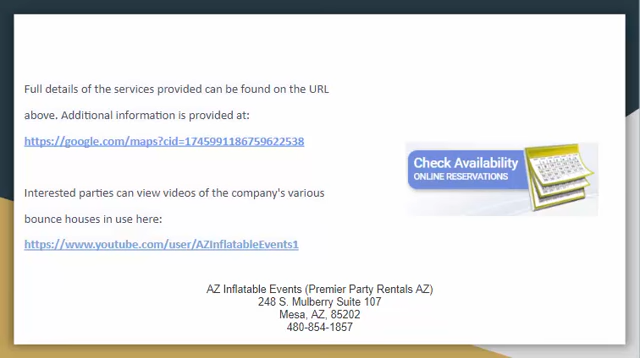 Full details of the services provided can be found on the URL
above. Additional information is provided at:
https://google.com/maps?cid=1745991186759622538
Interested parties can view videos of the company's various
bounce houses in use here:
https://www.youtube.com/user/AZInflatableEvents1
Check Availability
ONLINE RESERVATIONS
AZ Inflatable Events (Premier Party Rentals AZ)
248 S. Mulberry Suite 107
Mesa, AZ, 85202
480-854-1857